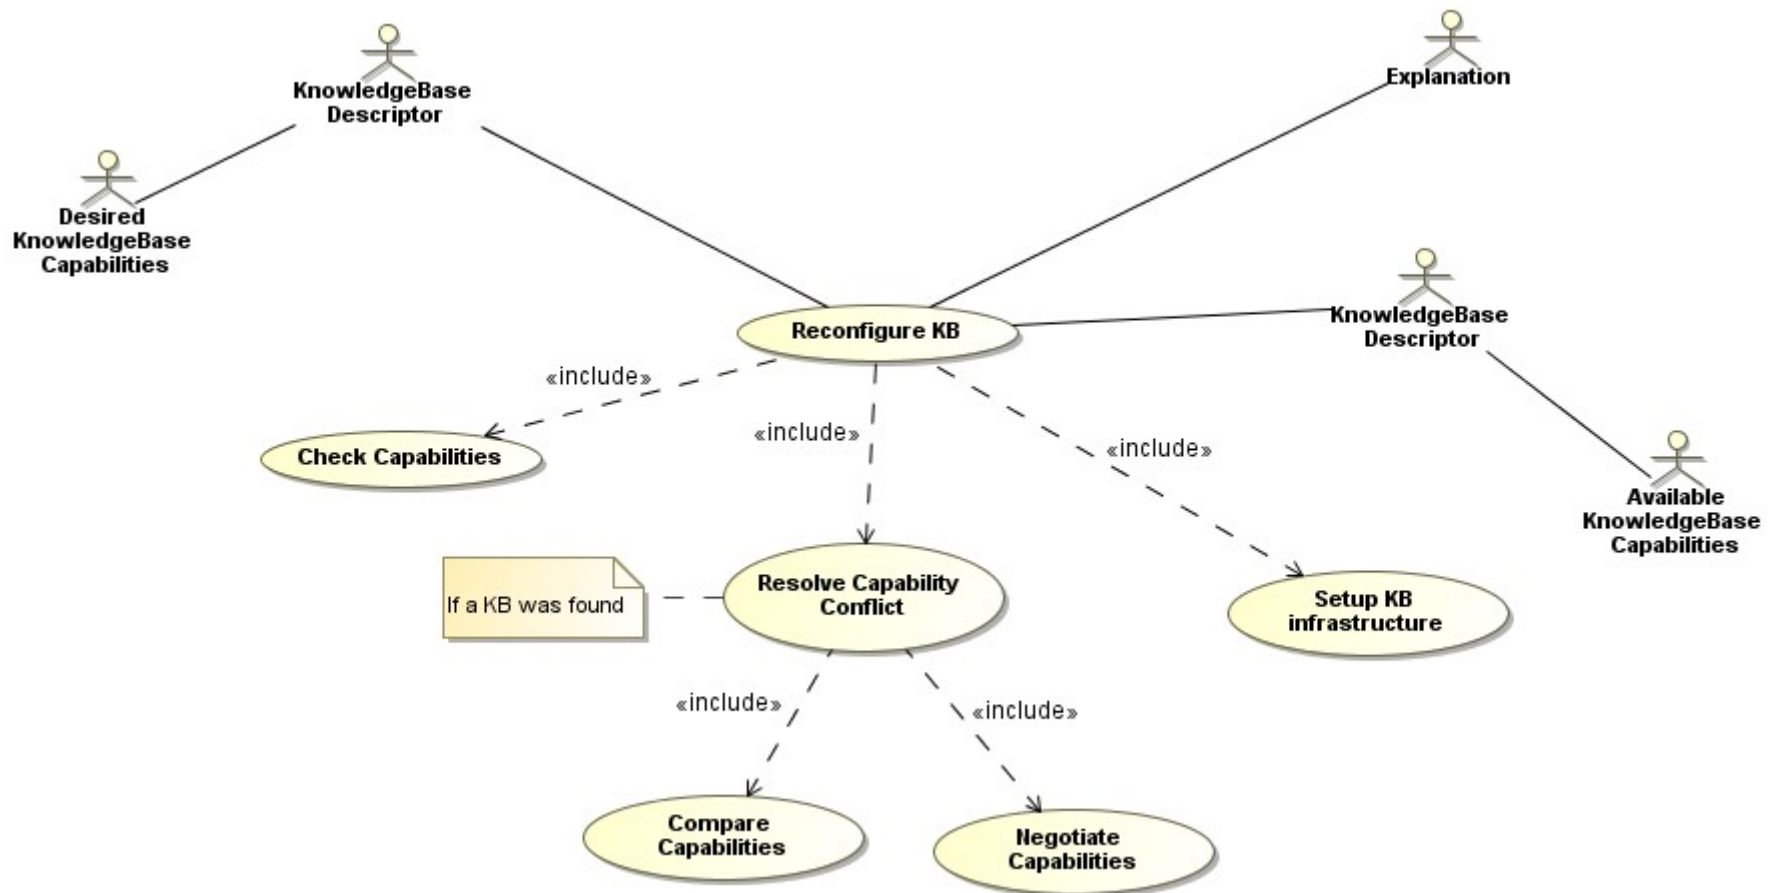 Explanation
KnowledgeBase
Descriptor
Desired
KnowledgeBase
Capabilities
KnowledgeBase
Descriptor
Reconfigure KB
«include»
«include»
«include»
Check Capabilities
Available
KnowledgeBase
Capabilities
If a KB was found
Resolve Capability
Conflict
Setup KB
infrastructure
«include»
«include»
Compare
Capabilities
Negotiate
Capabilities